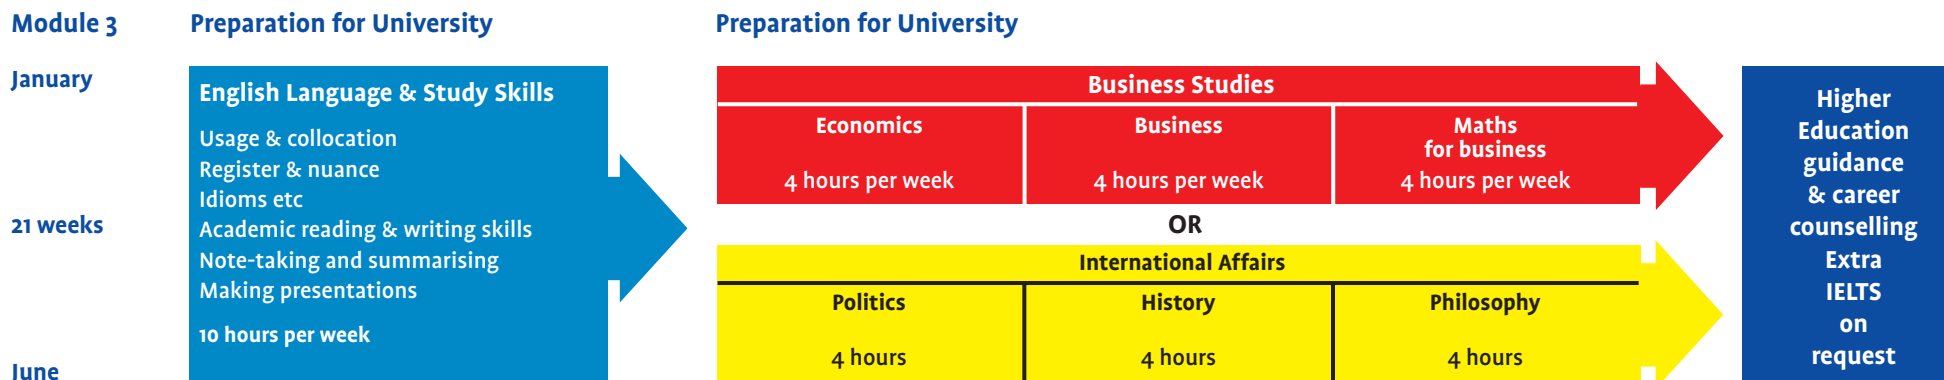 Module 3
Preparation for University
Preparation for University
January
21 weeks
June
English Language & Study Skills
Usage & collocation
Register & nuance
Idioms etc
Academic reading & writing skills
Note-taking and summarising
Making presentations
10 hours per week
Business Studies
Economics
4 hours per week
Business
4 hours per week
Maths
for business
4 hours per week
OR
International Affairs
Politics
4 hours
History
4 hours
Philosophy
4 hours
Higher
Education
guidance
& career
counselling
Extra
IELTS
on
request